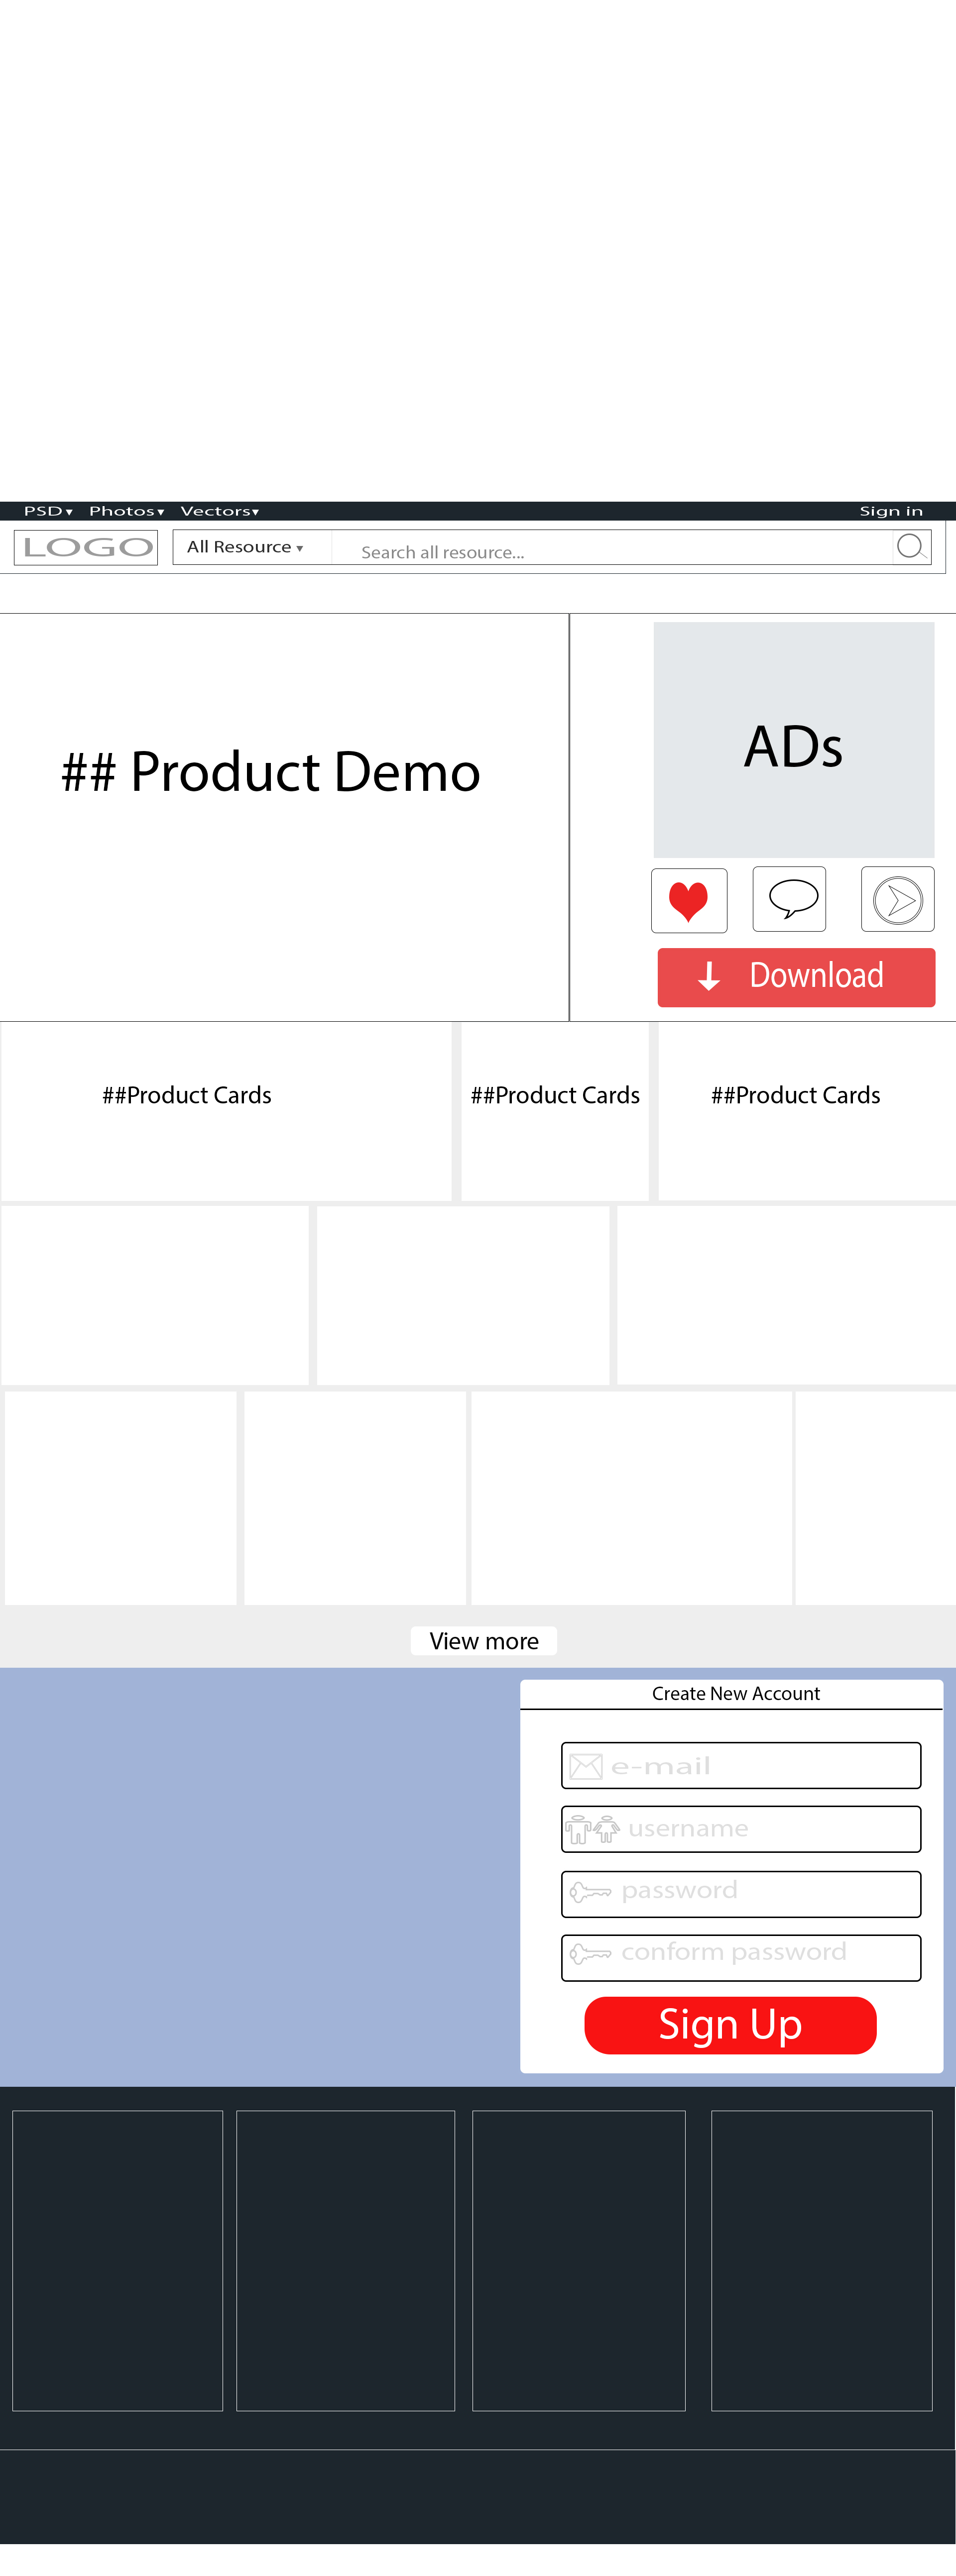 PSD Photos Vectors Sign in
LOGO All Resource Search all resource...
## Product Demo
ADs
Download
##Product Cards ##Product Cards ##Product Cards
View more
Create New Account
e-mail
username
password
conform password
Sign Up